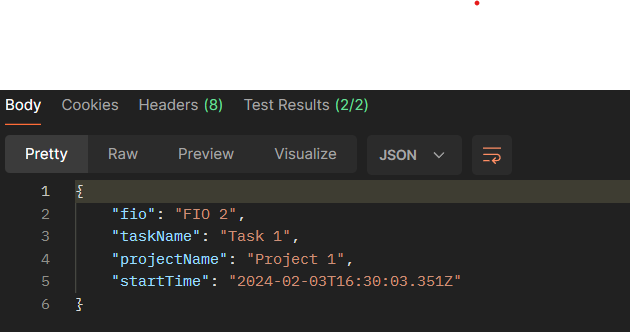 Body Cookies Headers (8) Test Results (2/2)
Pretty Raw Preview Visualize JSON
1 {
2 "fio": "FIO 2",
3 "taskName": "Task 1",
4 "projectName": "Project 1",
5 "startTime": "2024-02-03T16:30:03.351Z"
6 }